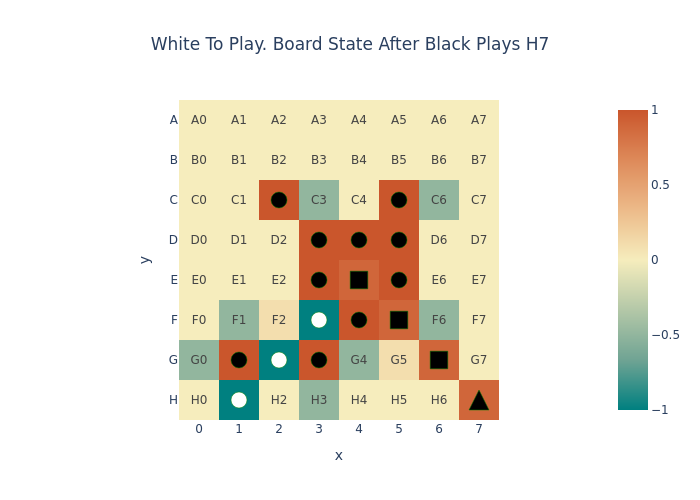 White To Play. Board State After Black Plays H7
A A0 A1 A2 A3 A4 A5 A6 A7
B B0 B1 B2 B3 B4 B5 B6 B7
C C0 C1 C3 C4 C6 C7
D D0 D1 D2 D6 D7
E E0 E1 E2 E6 E7
F F0 F1 F2 F6 F7
G G0 G4 G5 G7
H H0 H2 H3 H4 H5 H6
0 1 2 3 4 5 6 7
x
y
1
0.5
0
−0.5
−1